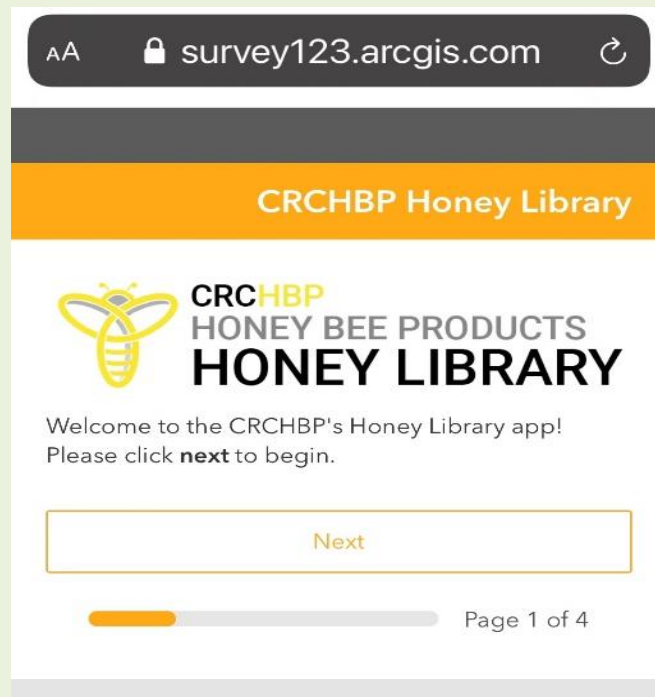 AA survey123.arcgis.com
CRCHBP Honey Library
CRCHBP
HONEY BEE PRODUCTS
HONEY LIBRARY
Welcome to the CRCHBP's Honey Library app!
Please click next to begin.
Next
Page 1 of 4